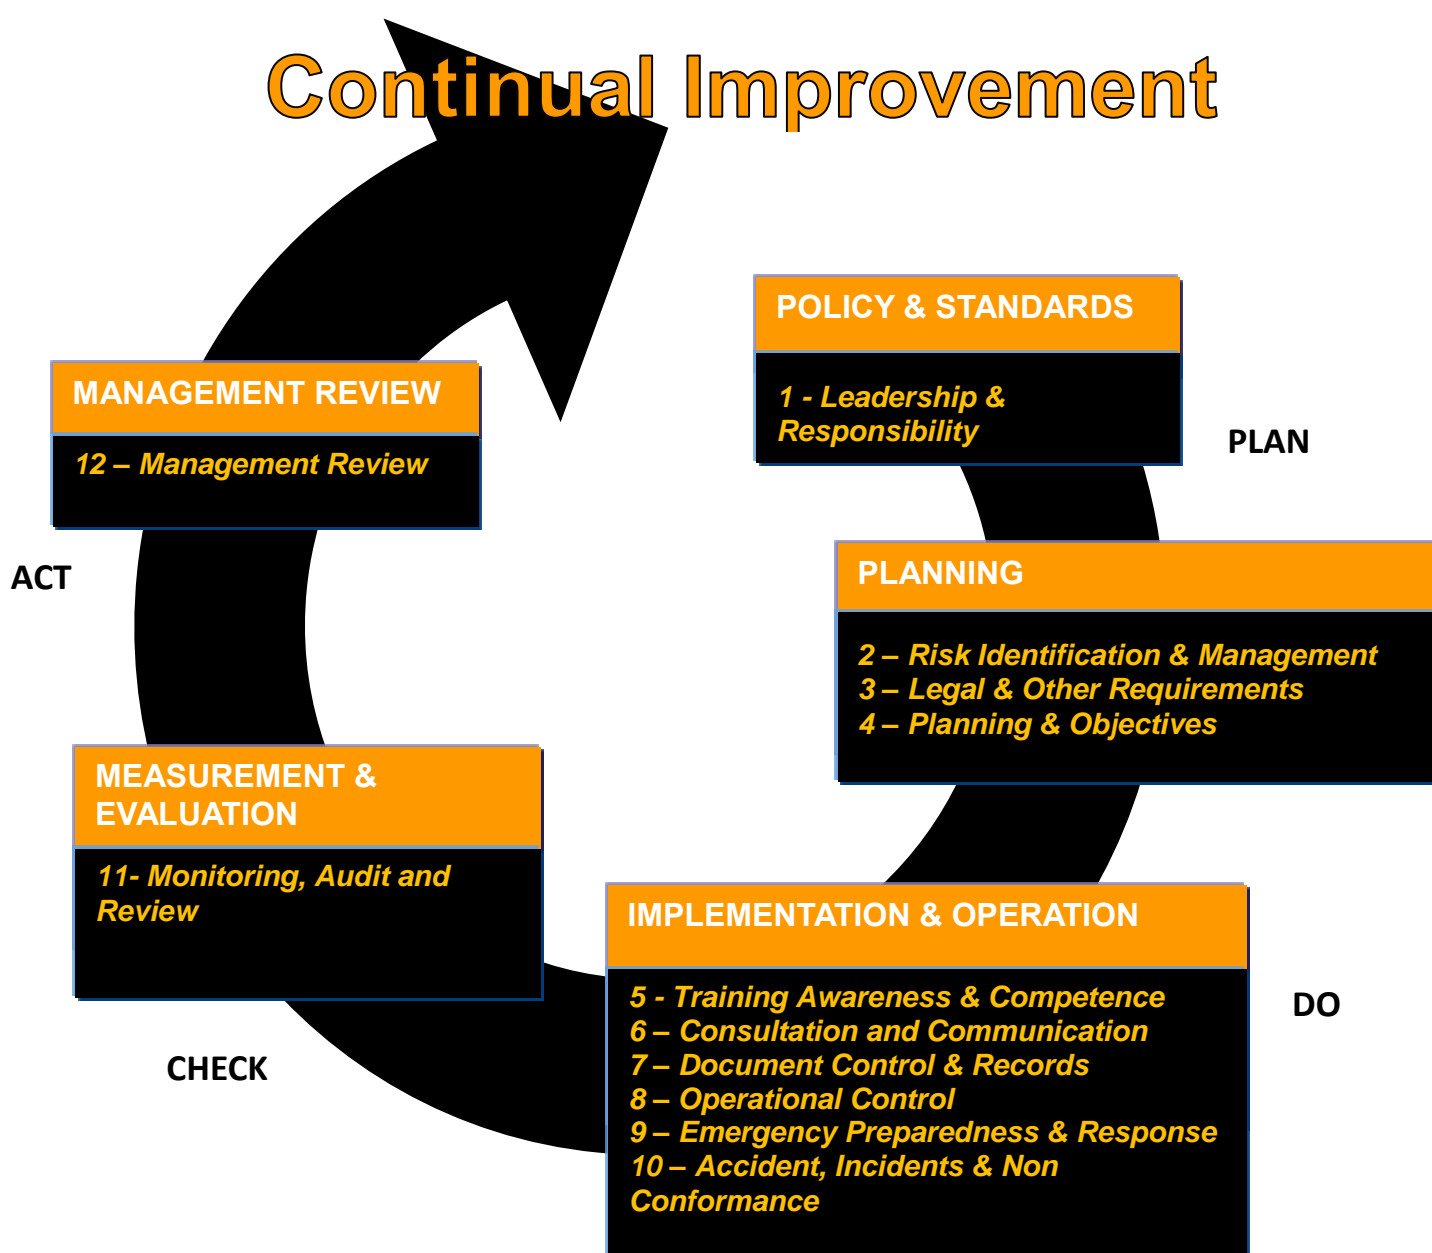 Continual Improvement
POLICY & STANDARDS
1 - Leadership &
Responsibility
PLAN
PLANNING
2 – Risk Identification & Management
3 – Legal & Other Requirements
4 – Planning & Objectives
IMPLEMENTATION & OPERATION
5 - Training Awareness & Competence
6 – Consultation and Communication
7 – Document Control & Records
8 – Operational Control
9 – Emergency Preparedness & Response
10 – Accident, Incidents & Non
Conformance
DO
MEASUREMENT &
EVALUATION
11- Monitoring, Audit and
Review
CHECK
MANAGEMENT REVIEW
12 – Management Review
ACT